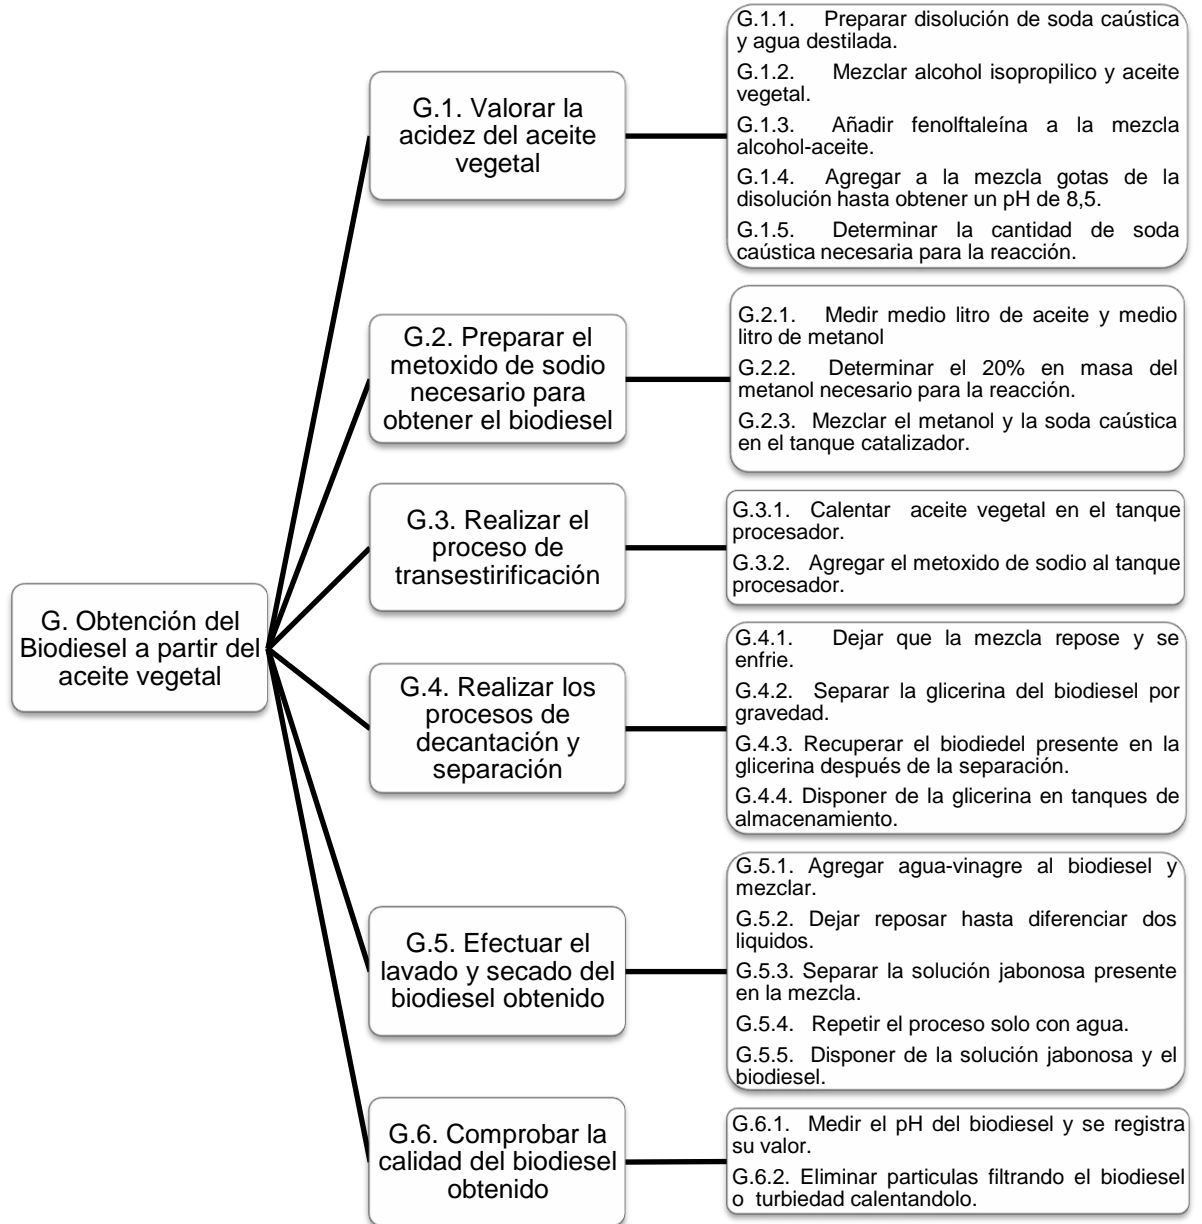 G. Obtención del
Biodiesel a partir del
aceite vegetal
G.1. Valorar la
acidez del aceite
vegetal
G.1.1. Preparar disolución de soda caústica
y agua destilada.
G.1.2. Mezclar alcohol isopropilico y aceite
vegetal.
G.1.3. Añadir fenolftaleína a la mezcla
alcohol-aceite.
G.1.4. Agregar a la mezcla gotas de la
disolución hasta obtener un pH de 8,5.
G.1.5. Determinar la cantidad de soda
caústica necesaria para la reacción.
G.2. Preparar el
metoxido de sodio
necesario para
obtener el biodiesel
G.2.1. Medir medio litro de aceite y medio
litro de metanol
G.2.2. Determinar el 20% en masa del
metanol necesario para la reacción.
G.2.3. Mezclar el metanol y la soda caústica
en el tanque catalizador.
G.3. Realizar el
proceso de
transestirificación
G.3.1. Calentar aceite vegetal en el tanque
procesador.
G.3.2. Agregar el metoxido de sodio al tanque
procesador.
G.4. Realizar los
procesos de
decantación y
separación
G.4.1. Dejar que la mezcla repose y se
enfrie.
G.4.2. Separar la glicerina del biodiesel por
gravedad.
G.4.3. Recuperar el biodiedel presente en la
glicerina después de la separación.
G.4.4. Disponer de la glicerina en tanques de
almacenamiento.
G.5. Efectuar el
lavado y secado del
biodiesel obtenido
G.5.1. Agregar agua-vinagre al biodiesel y
mezclar.
G.5.2. Dejar reposar hasta diferenciar dos
liquidos.
G.5.3. Separar la solución jabonosa presente
en la mezcla.
G.5.4. Repetir el proceso solo con agua.
G.5.5. Disponer de la solución jabonosa y el
biodiesel.
G.6. Comprobar la
calidad del biodiesel
obtenido
G.6.1. Medir el pH del biodiesel y se registra
su valor.
G.6.2. Eliminar particulas filtrando el biodiesel
o turbiedad calentandolo.